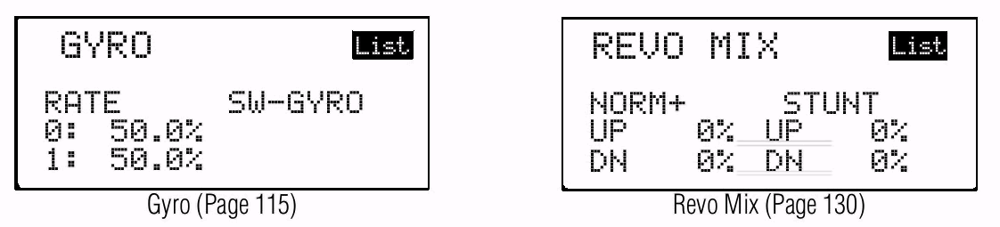 GYRO List
RATE SW-GYRO
0: 50.0%
1: 50.0%
Gyro (Page 115)
REVO MIX List
NORM+ STUNT
UP 0% UP 0%
DN 0% DN 0%
Revo Mix (Page 130)